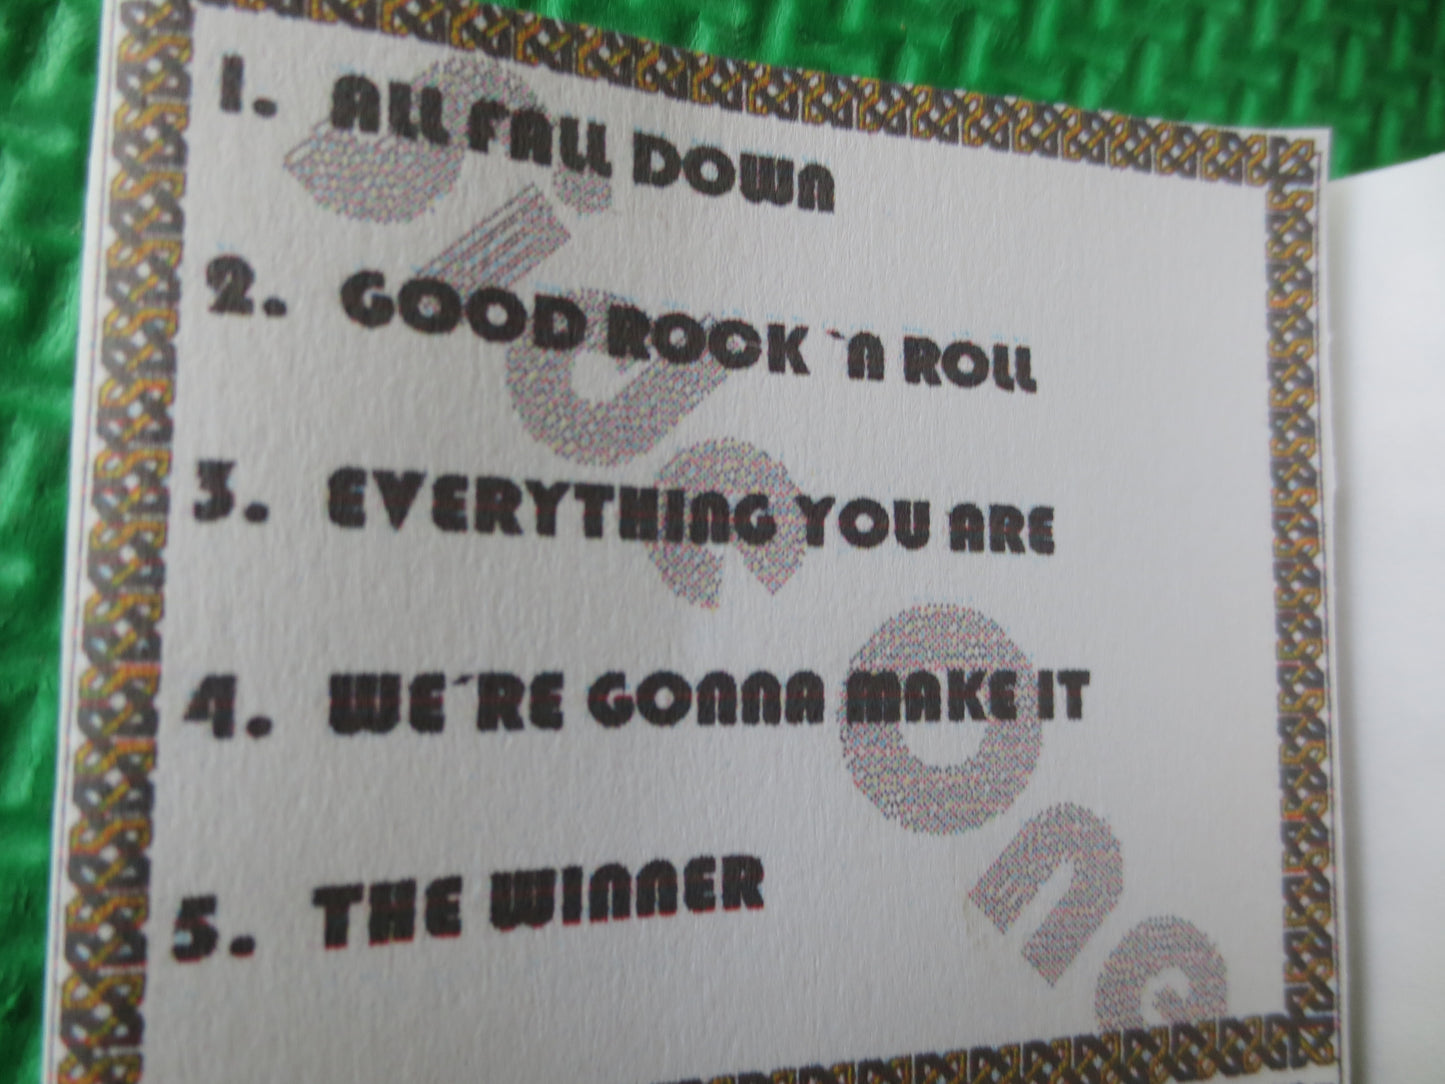 1. ALL FALL DOWN
2. GOOD ROCK `N ROLL
3. EVERYTHING YOU ARE
4. WE´RE GONNA MAKE IT
5. THE WINNER